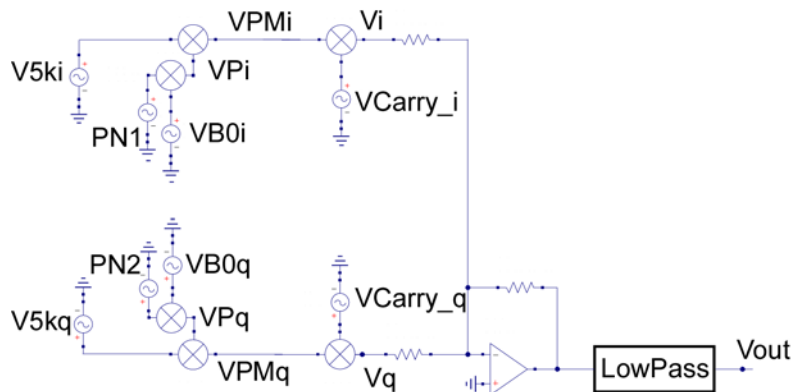 VPMi
Vi
V5ki
VPi
VCarry_i
PN1
VB0i
PN2
VB0q
VCarry_q
V5kq
VPq
VPMq
Vq
LowPass
Vout